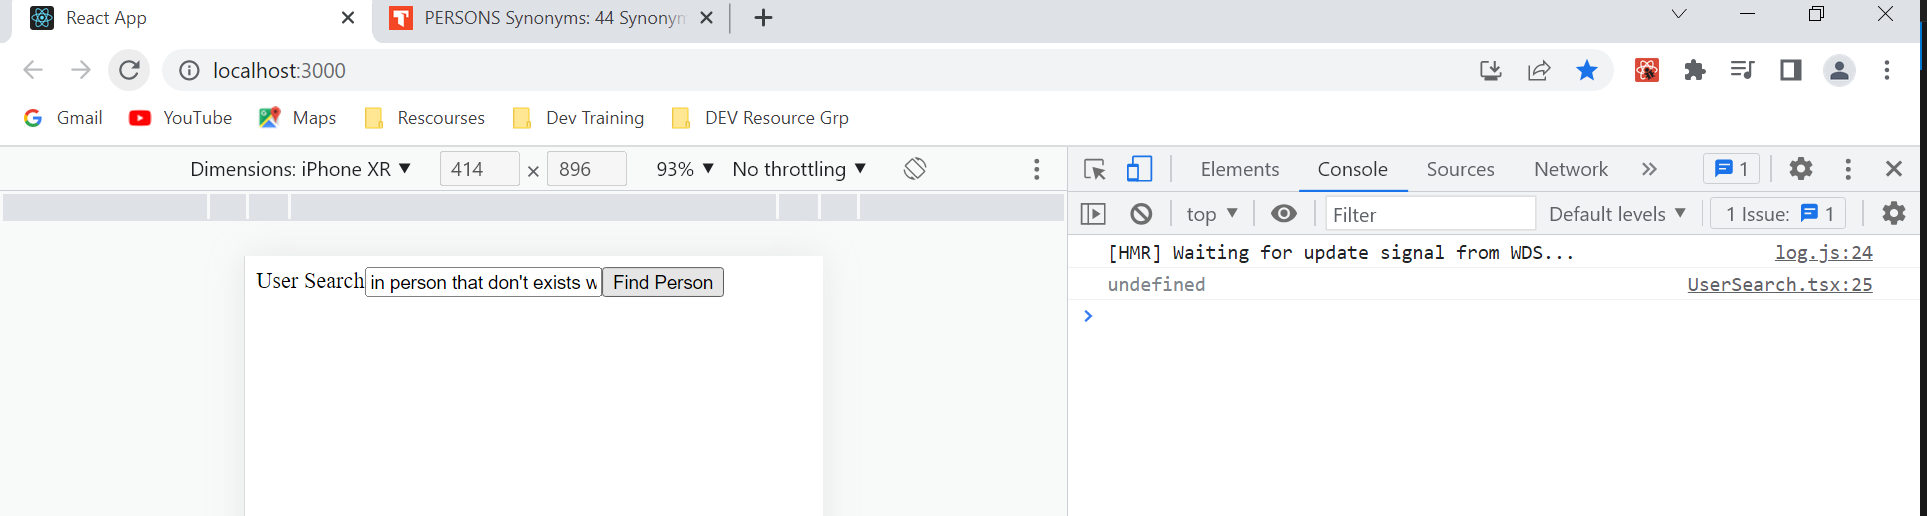 React App
PERSONS Synonyms: 44 Synonym
localhost:3000
Gmail YouTube Maps Rescourses Dev Training DEV Resource Grp
Dimensions: iPhone XR 414 × 896 93% No throttling
Elements Console Sources Network 1
top Filter Default levels 1 Issue: 1
User Search in person that don't exists w Find Person
[HMR] Waiting for update signal from WDS... log.js:24
undefined UserSearch.tsx:25